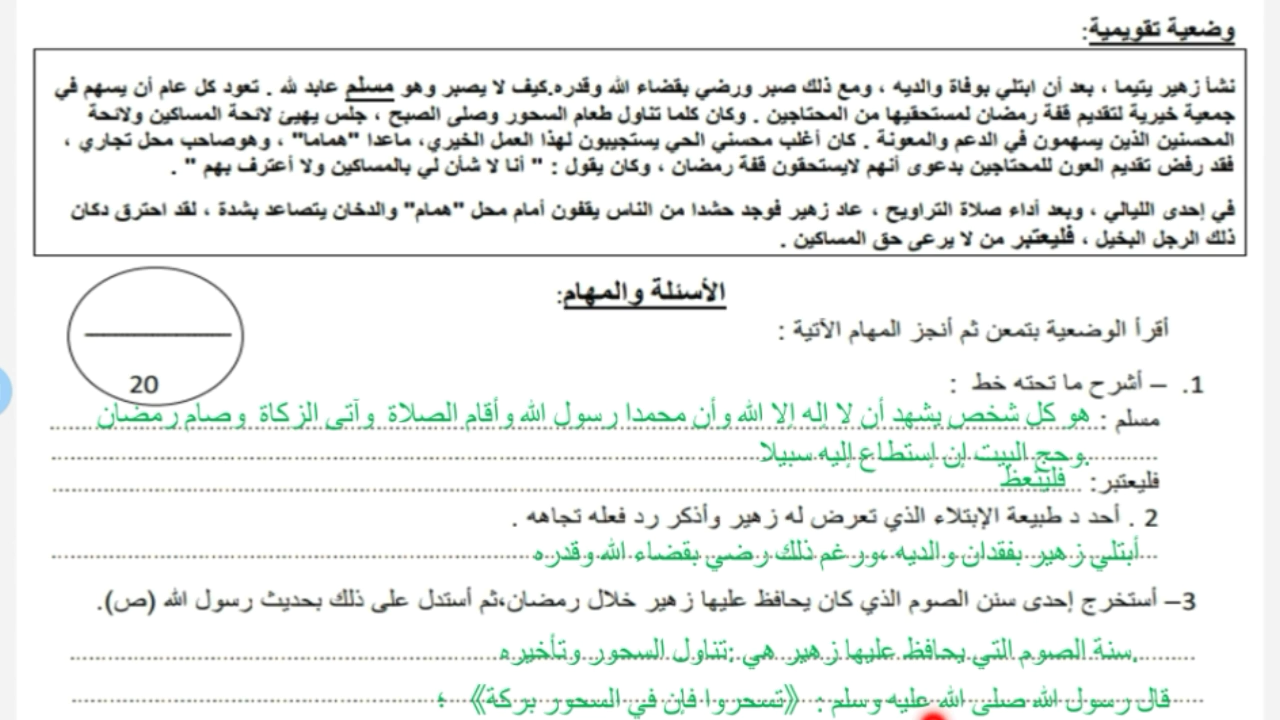 وضعية تقويمية:
نشأ زهير يتيما ، بعد أن ابتلي بوفاة والديه ، ومع ذلك صبر ورضي بقضاء الله وقدره.كيف لا يصبر وهو مسلم عابد لله . تعود كل عام أن يسهم في
جمعية خيرية لتقديم قفة رمضان لمستحقيها من المحتاجين . وكان كلما تناول طعام السحور وصلى الصبح ، جلس يهيئ لائحة المساكين ولائحة
المحسنين الذين يسهمون في الدعم والمعونة . كان أغلب محسني الحي يستجيبون لهذا العمل الخيري، ماعدا "هماما" ، وهوصاحب محل تجاري ،
فقد رفض تقديم العون للمحتاجين بدعوى أنهم لايستحقون قفة رمضان ، وكان يقول : " أنا لا شأن لي بالمساكين ولا أعترف بهم " .
في إحدى الليالي ، وبعد أداء صلاة التراويح ، عاد زهير فوجد حشدا من الناس يقفون أمام محل "همام" والدخان يتصاعد بشدة ، لقد احترق دكان
ذلك الرجل البخيل ، فليعتبر من لا يرعى حق المساكين .
الأسئلة والمهام:
أقرأ الوضعية بتمعن ثم أنجز المهام الآتية :
20
1. – أشرح ما تحته خط :
مسلم : هو كل شخص يشهد أن لا إله إلا الله وأن محمدا رسول الله وأقام الصلاة وآتى الزكاة وصام رمضان
وحج البيت إن إستطاع إليه سبيلا.
فليعتبر: فليتعظ
2 . أحد د طبيعة الإبتلاء الذي تعرض له زهير وأذكر رد فعله تجاهه .
أبتلي زهير بفقدان والديه ،ورغم ذلك رضي بقضاء الله وقدره
3– أستخرج إحدى سنن الصوم الذي كان يحافظ عليها زهير خلال رمضان،ثم أستدل على ذلك بحديث رسول الله (ص).
سنة الصوم التي يحافظ عليها زهير هي :تناول السحور وتأخيره.
قال رسول الله صلى الله عليه وسلم : 《تسحروا فإن في السحور بركة》 ؛